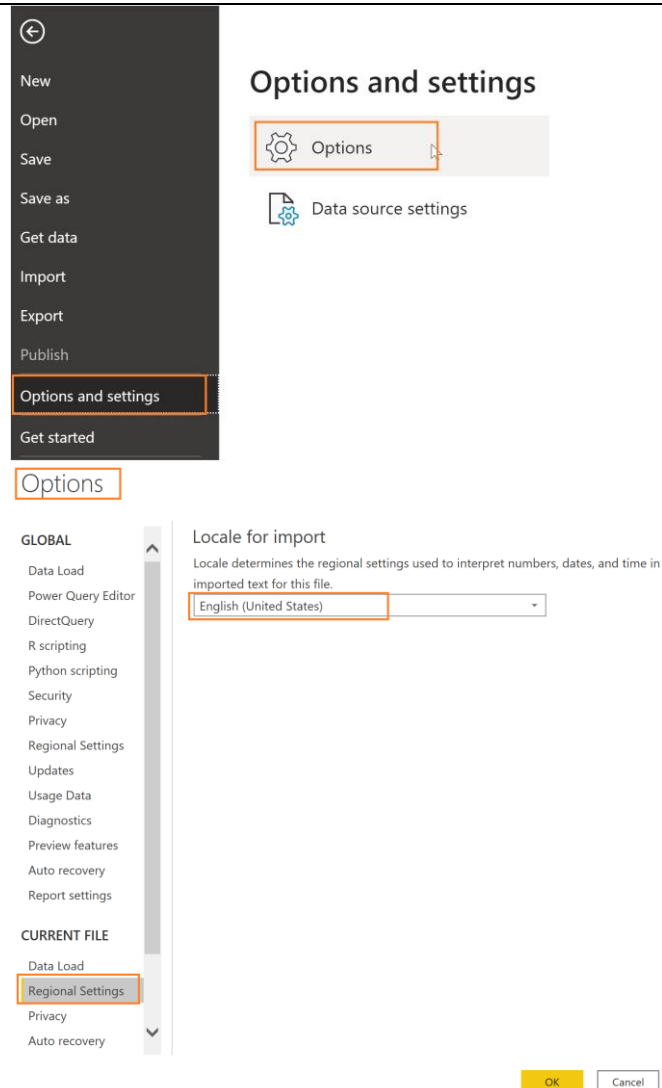 New
Open
Save
Save as
Get data
Import
Export
Publish
Options and settings
Get started
Options and settings
Options
Data source settings
Options
GLOBAL
Data Load
Power Query Editor
DirectQuery
R scripting
Python scripting
Security
Privacy
Regional Settings
Updates
Usage Data
Diagnostics
Preview features
Auto recovery
Report settings
CURRENT FILE
Data Load
Regional Settings
Privacy
Auto recovery
Locale for import
Locale determines the regional settings used to interpret numbers, dates, and time in
imported text for this file.
English (United States)
OK
Cancel